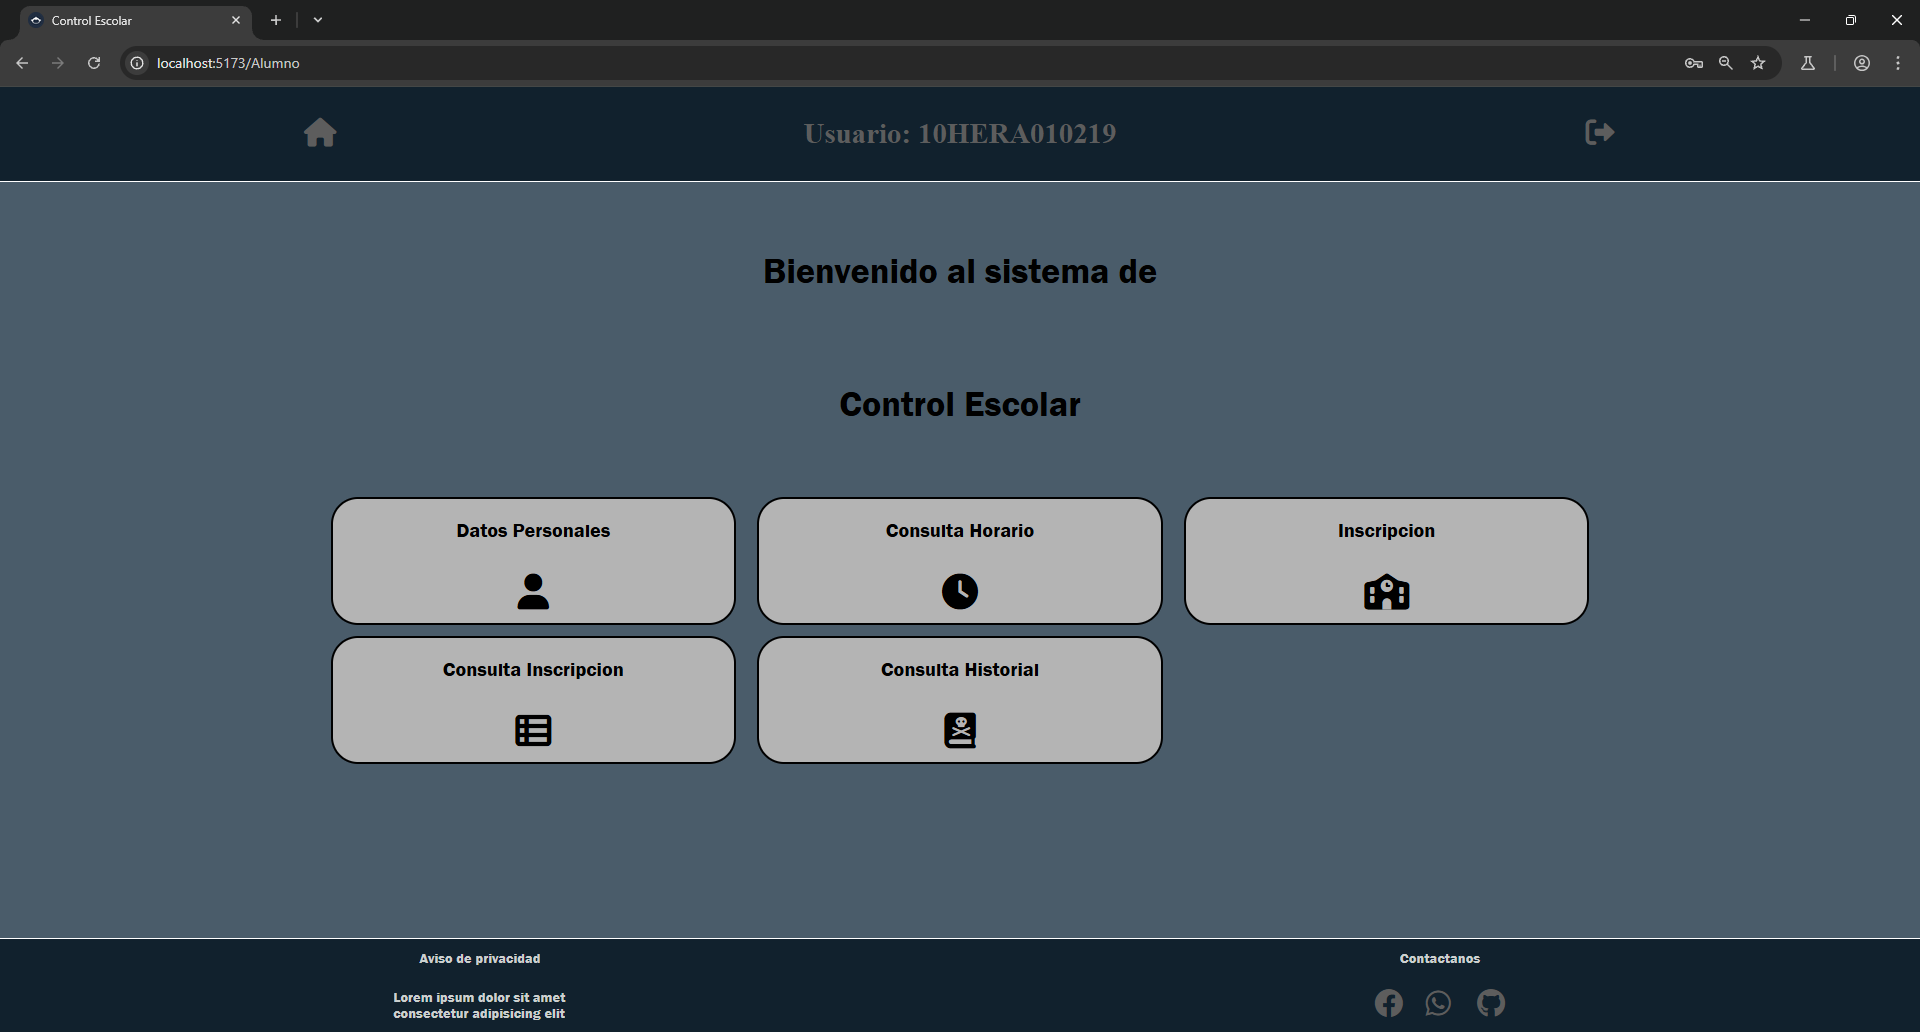 Control Escolar
localhost:5173/Alumno
Usuario: 10HERA010219
Bienvenido al sistema de
Control Escolar
Datos Personales
Consulta Horario
Inscripcion
Consulta Inscripcion
Consulta Historial
Aviso de privacidad
Lorem ipsum dolor sit amet
consectetur adipisicing elit
Contactanos